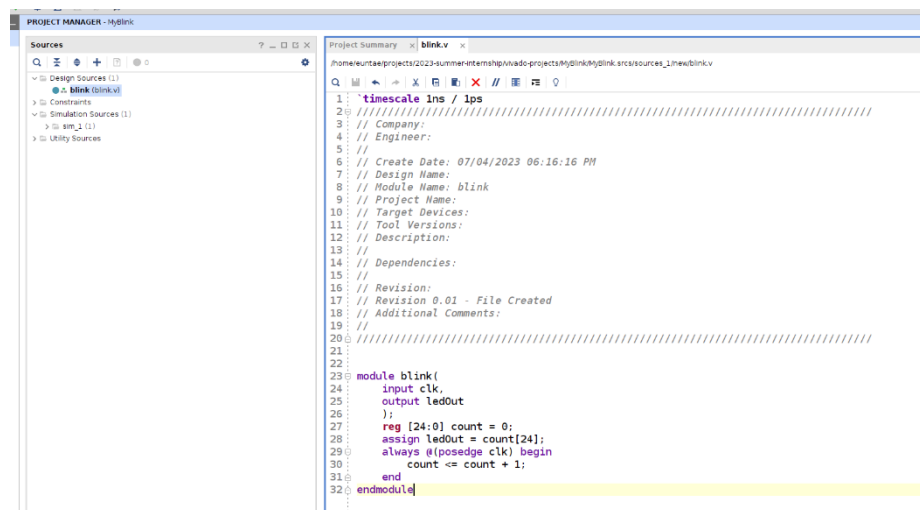 PROJECT MANAGER - MyBlink
Sources
? _ □ ⧉ X
0
Design Sources (1)
blink (blink.v)
Constraints
Simulation Sources (1)
sim_1 (1)
Utility Sources
Project Summary x blink.v x
/home/euntae/projects/2023-summer-internship/vivado-projects/MyBlink/MyBlink.srcs/sources_1/new/blink.v
1 `timescale 1ns / 1ps
2 //////////////////////////////////////////////////////////////////////////////////
3 // Company:
4 // Engineer:
5 //
6 // Create Date: 07/04/2023 06:16:16 PM
7 // Design Name:
8 // Module Name: blink
9 // Project Name:
10 // Target Devices:
11 // Tool Versions:
12 // Description:
13 //
14 // Dependencies:
15 //
16 // Revision:
17 // Revision 0.01 - File Created
18 // Additional Comments:
19 //
20 //////////////////////////////////////////////////////////////////////////////////
21
22
23 module blink(
24 input clk,
25 output ledOut
26 );
27 reg [24:0] count = 0;
28 assign ledOut = count[24];
29 always @(posedge clk) begin
30 count <= count + 1;
31 end
32 endmodule